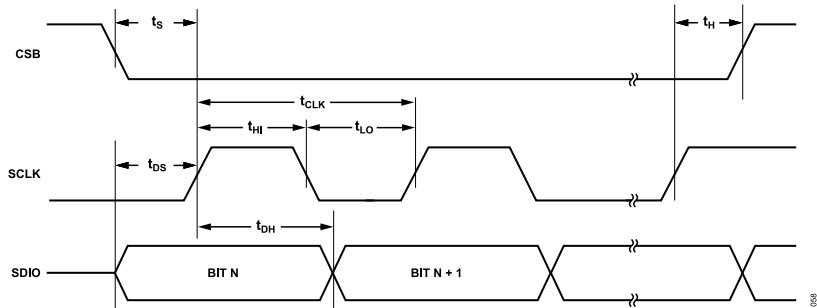 tS
tH
CSB
tCLK
tHI
tLO
tDS
SCLK
tDH
SDIO
BIT N
BIT N + 1
058